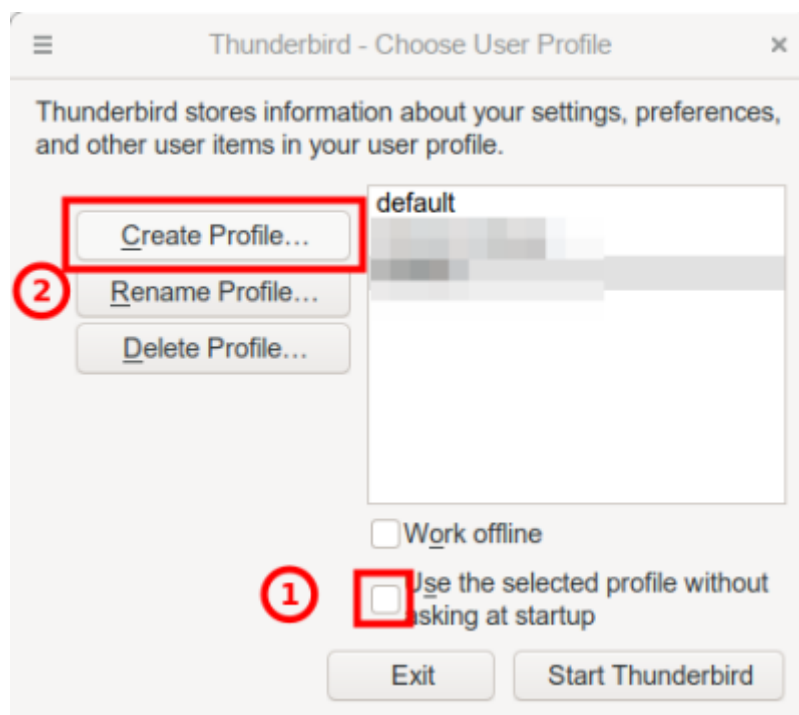 Thunderbird - Choose User Profile
Thunderbird stores information about your settings, preferences,
and other user items in your user profile.
default
Create Profile...
2
Rename Profile...
Delete Profile...
Work offline
1
Use the selected profile without
asking at startup
Exit
Start Thunderbird